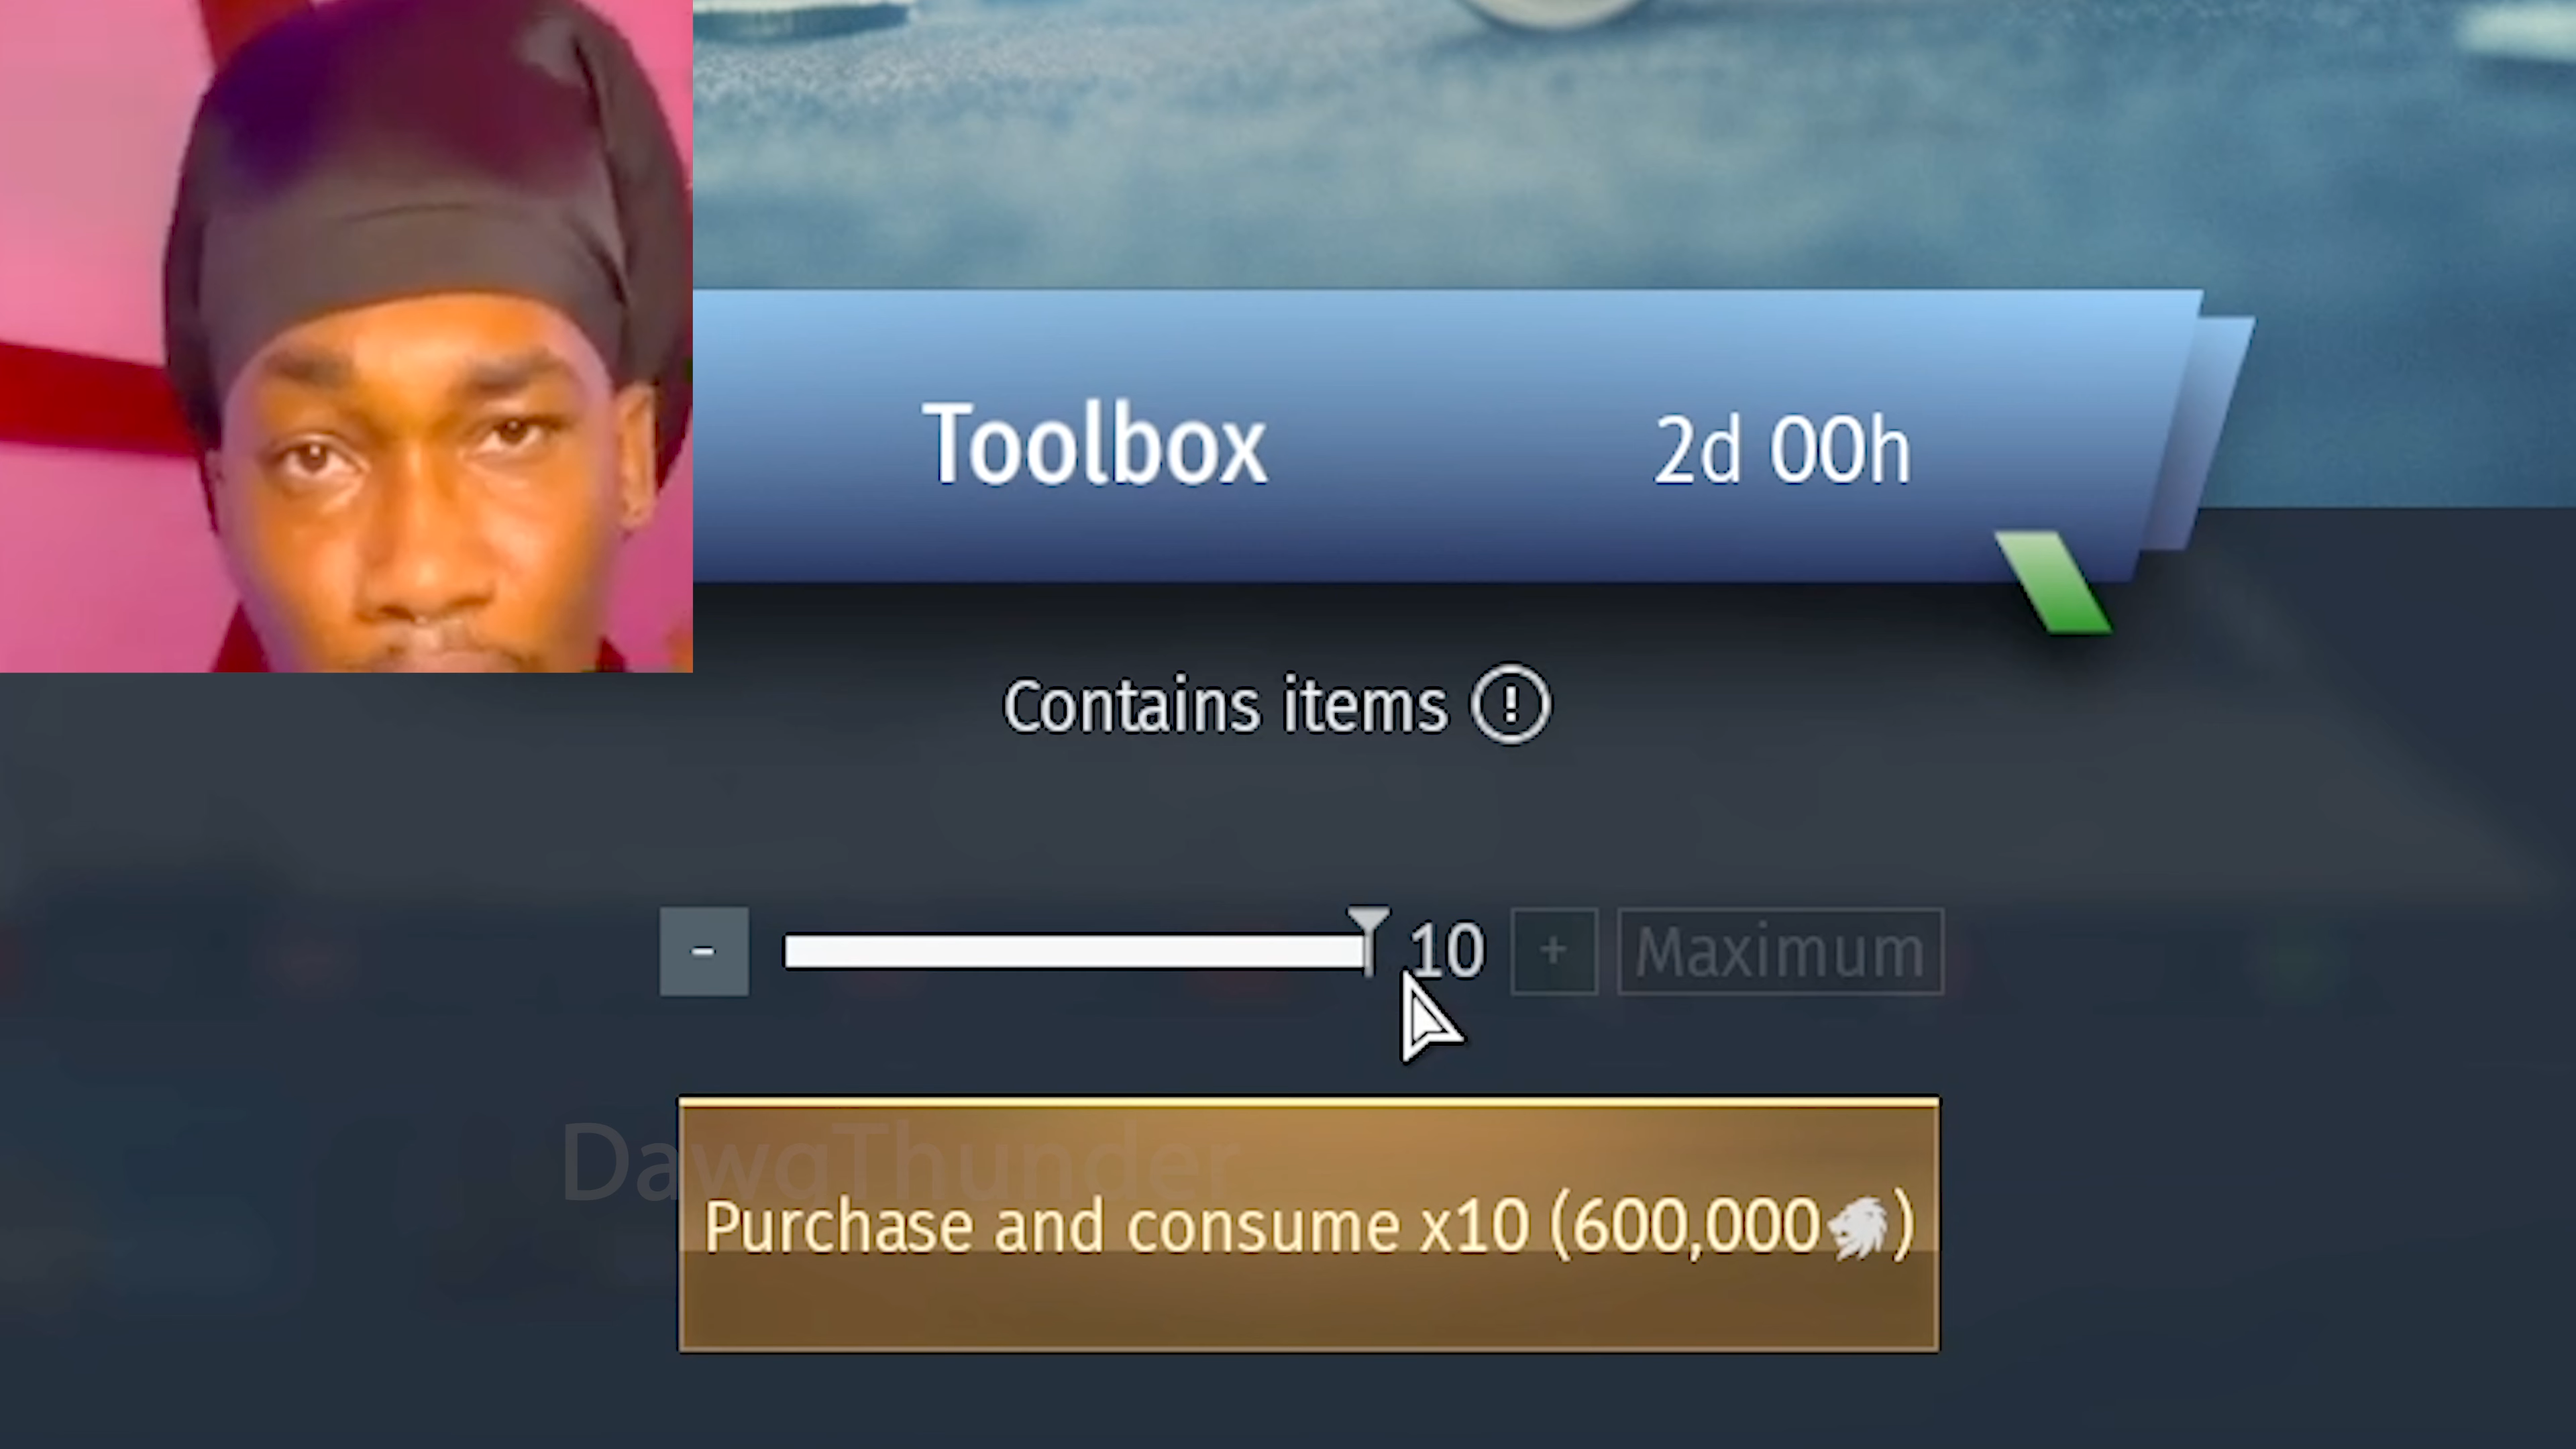 Toolbox 2d 00h
Contains items
- 10 + Maximum
DawgThunder
Purchase and consume x10 (600,000)